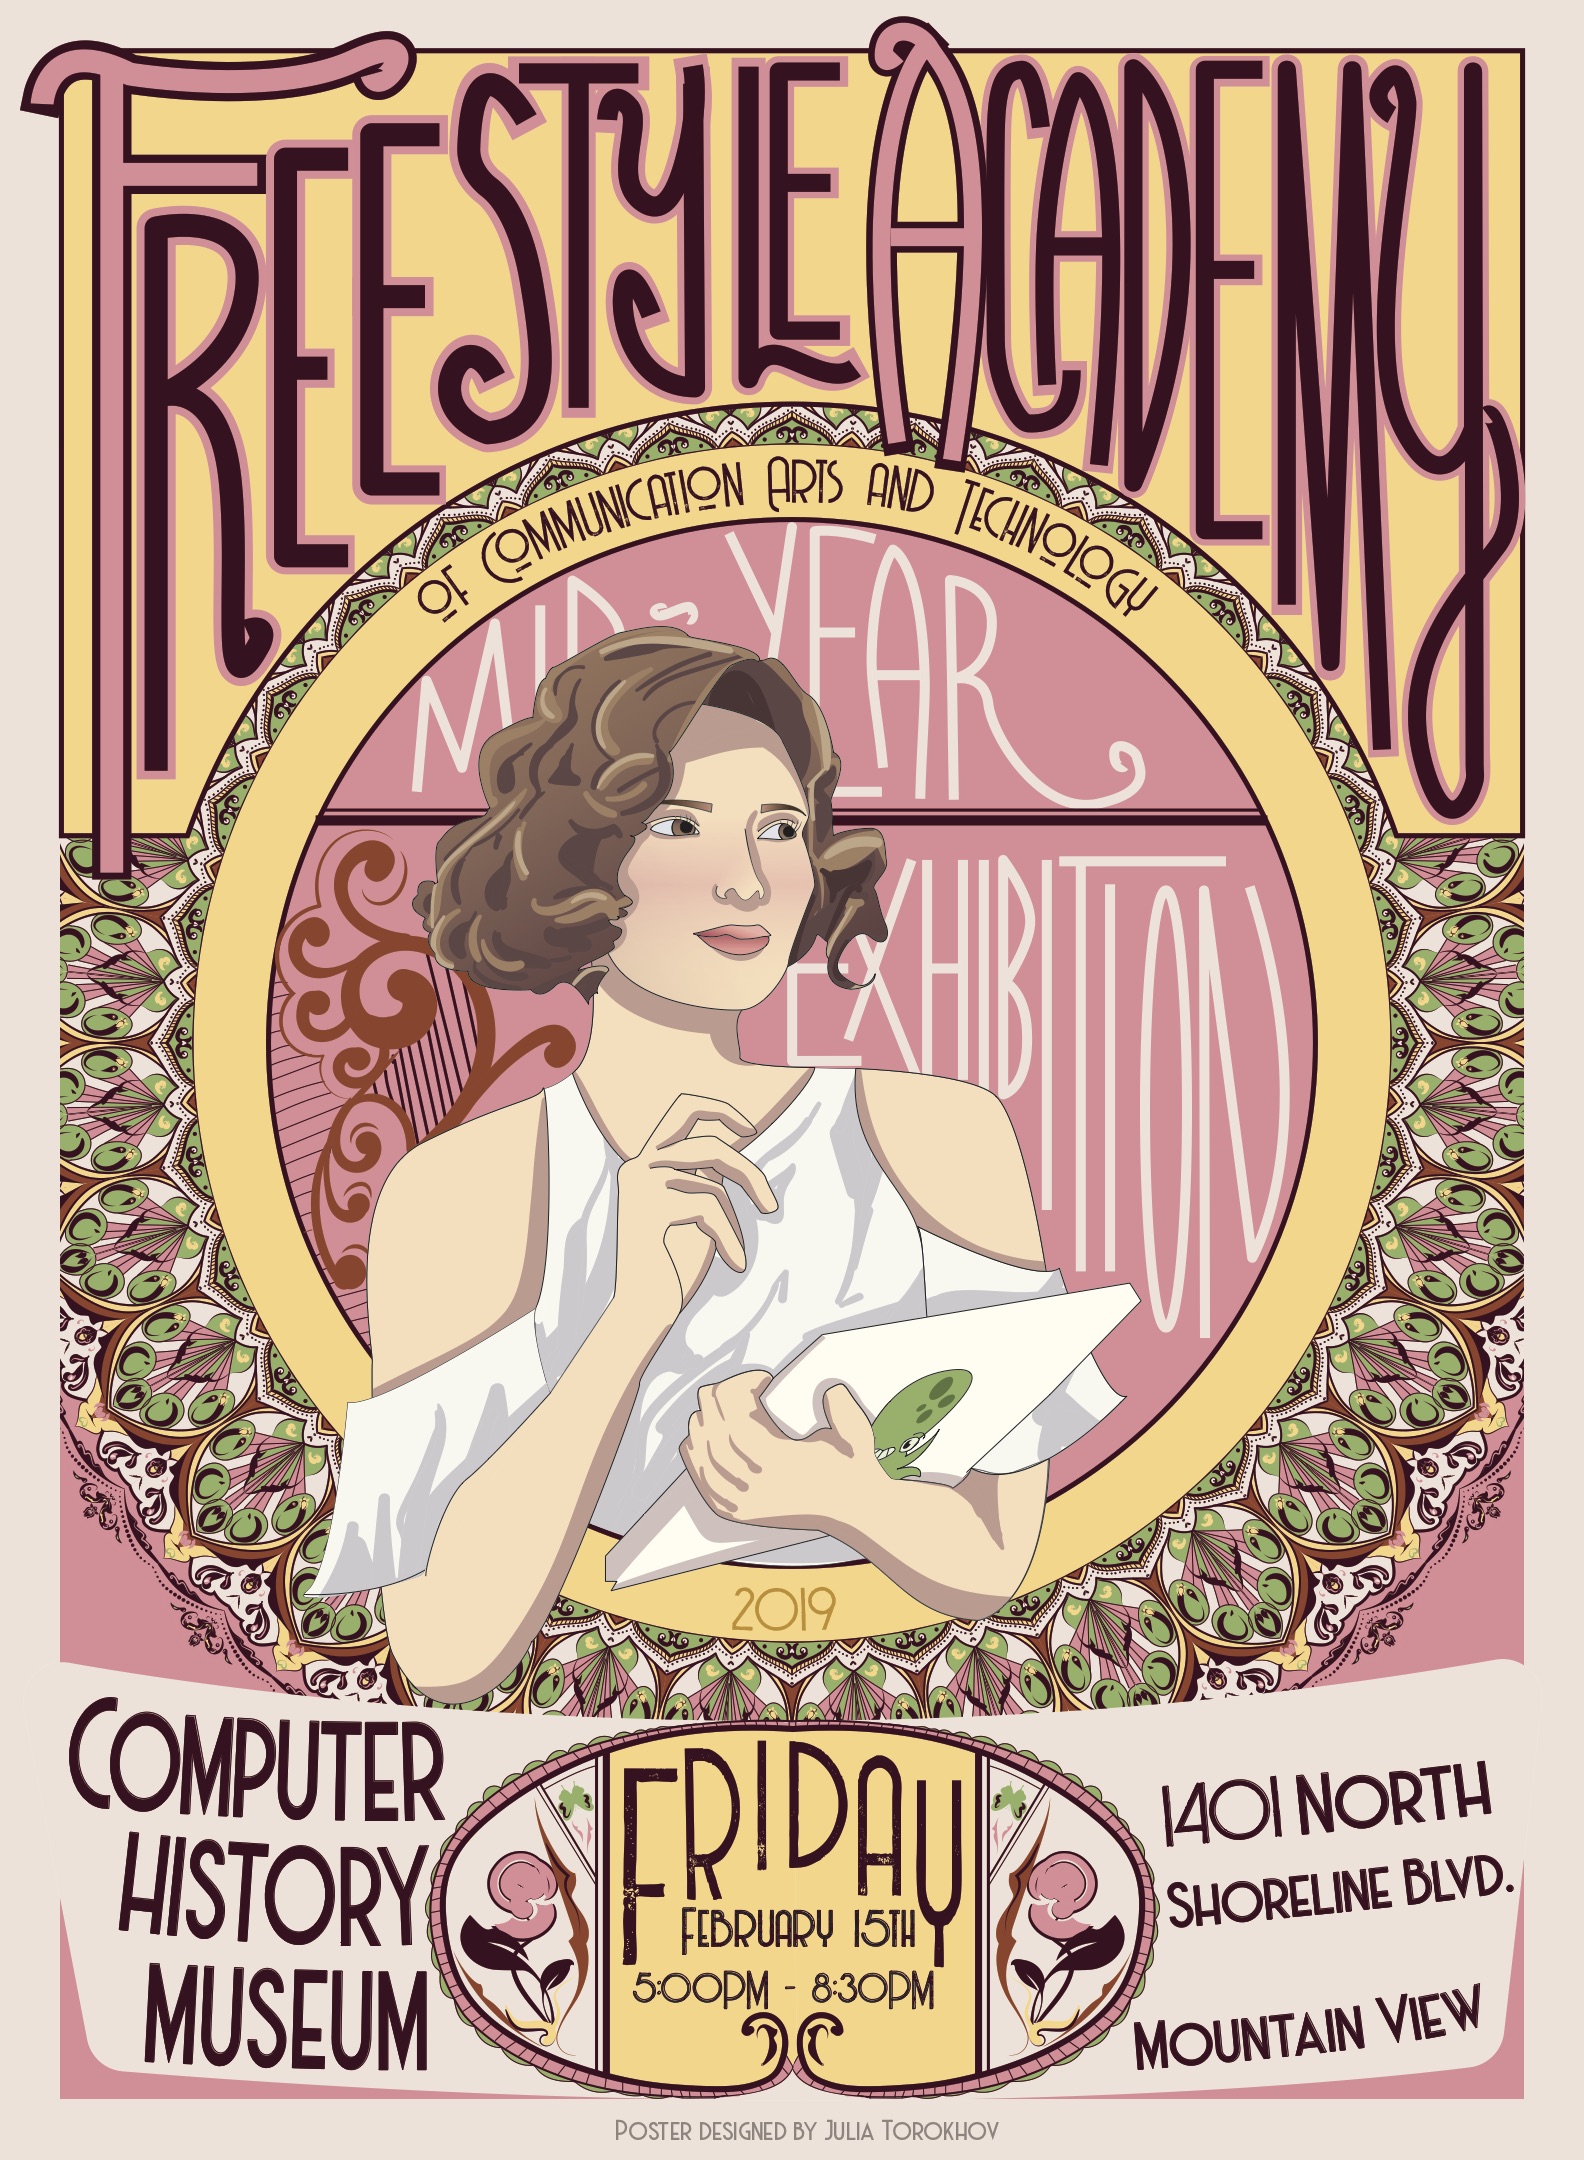 Freestyle Academy
of Communication Arts and Technology
Mid-Year
Exhibition
2019
Computer
History
Museum
Friday
February 15th
5:00PM - 8:30PM
1401 North
Shoreline Blvd.
Mountain View
Poster designed by Julia Torokhov